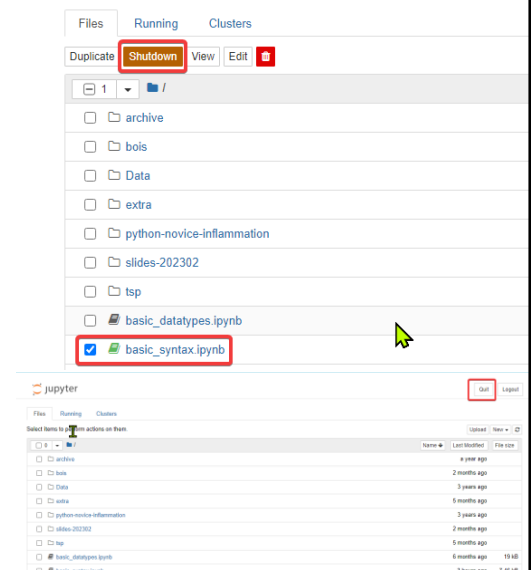 Files Running Clusters
Duplicate Shutdown View Edit
1 /
archive
bois
Data
extra
python-novice-inflammation
slides-202302
tsp
basic_datatypes.ipynb
basic_syntax.ipynb
jupyter Quit Logout
Files Running Clusters
Select items to perform actions on them. Upload New
0 / Name Last Modified File size
archive a year ago
bois 2 months ago
Data 3 years ago
extra 5 months ago
python-novice-inflammation 3 years ago
slides-202302 2 months ago
tsp 5 months ago
basic_datatypes.ipynb 6 months ago 19 kB